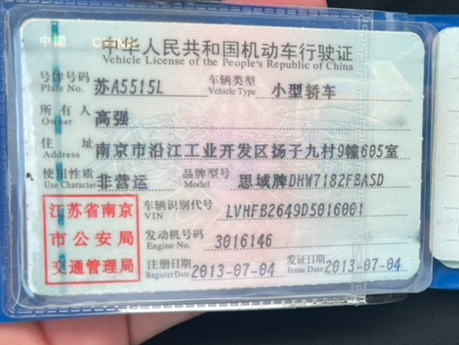 中国 CHINA
中华人民共和国机动车行驶证
Vehicle License of the People's Republic of China
号牌号码 苏A5515L 车辆类型 小型轿车
Plate No. Vehicle Type
所有人 高强
Owner
住址 南京市沿江工业开发区扬子九村9幢605室
Address
使用性质 非营运 品牌型号 思域牌DHW7182FBASD
Use Character Model
江苏省南京市公安局交通管理局
车辆识别代号 LVHFB2649D5016001
VIN
发动机号码 3016146
Engine No.
注册日期 2013-07-04 发证日期 2013-07-04
Register Date Issue Date